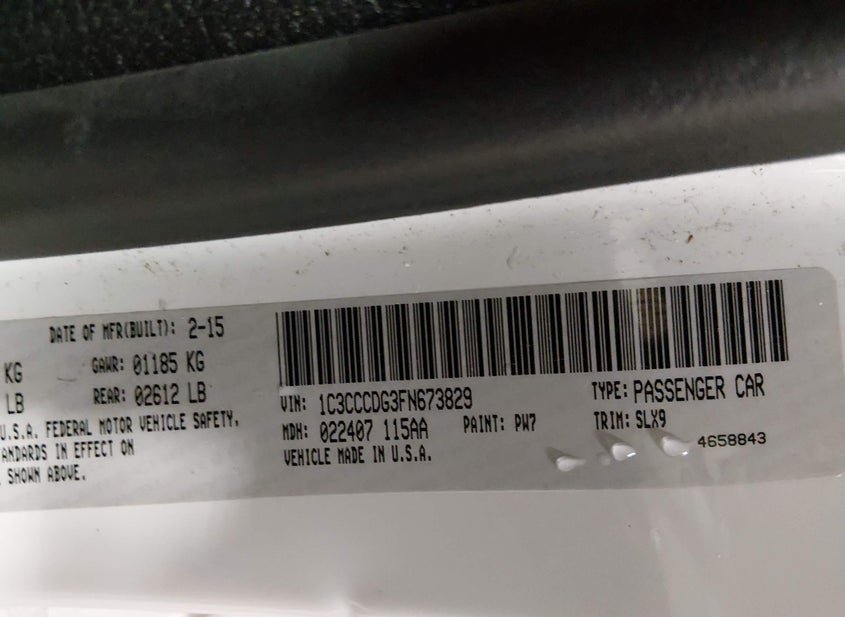 DATE OF MFR(BUILT): 2-15
KG GAWR: 01185 KG
LB REAR: 02612 LB
U.S.A. FEDERAL MOTOR VEHICLE SAFETY,
ANDARDS IN EFFECT ON
SHOWN ABOVE.
VIN: 1C3CCCDG3FN673829 TYPE: PASSENGER CAR
MDH: 022407 115AA PAINT: PW7 TRIM: SLX9
VEHICLE MADE IN U.S.A.
4658843